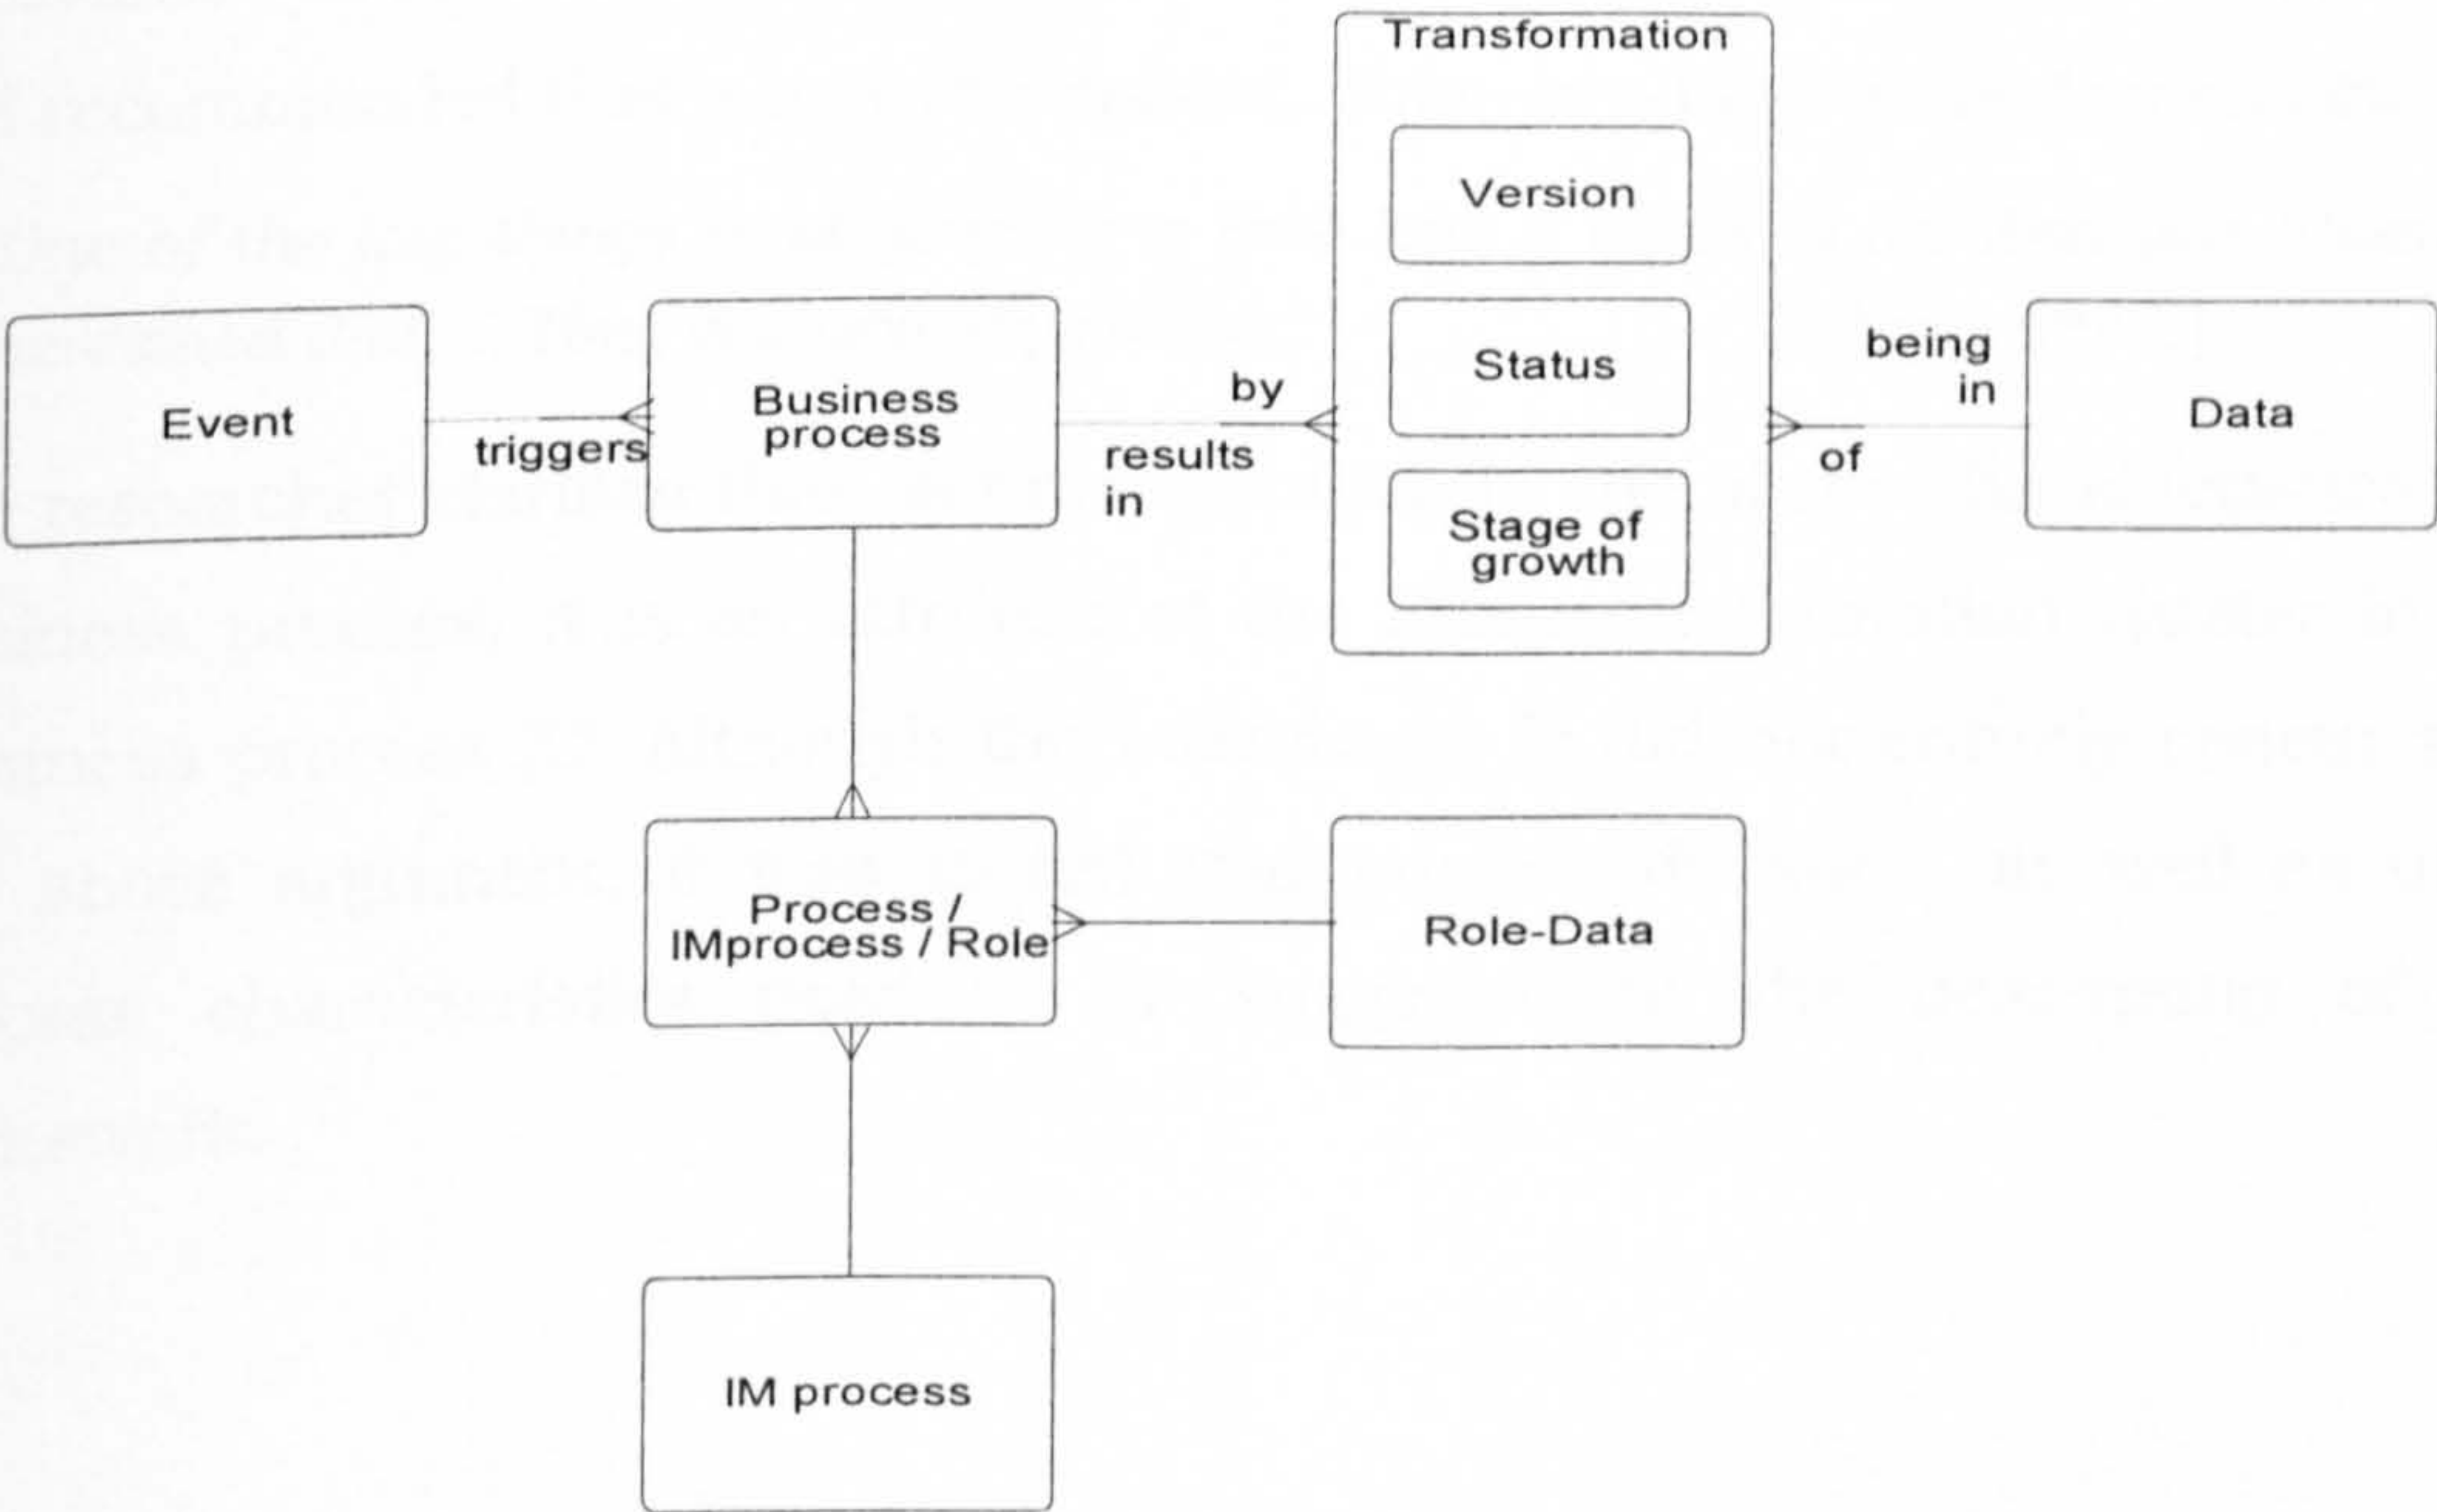 Transformation
Version
Event
triggers
Business
process
by
results
in
Status
Stage of
growth
being
in
of
Data
Process /
IMprocess / Role
Role-Data
IM process